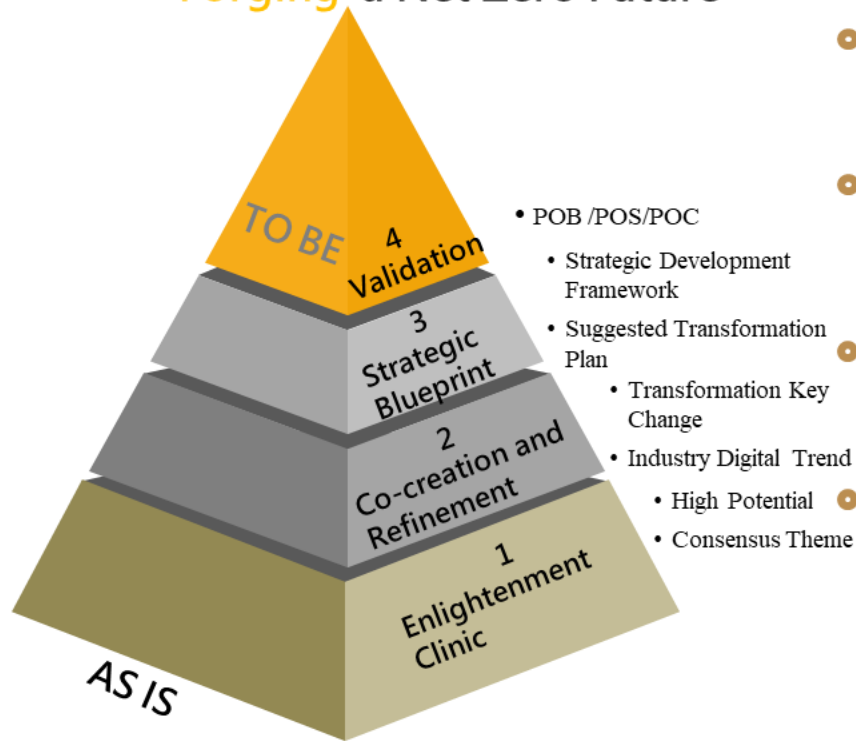 Forging a Net Zero Future
TO BE
4
Validation
• POB /POS/POC
• Strategic Development
Framework
3
Strategic
Blueprint
• Suggested Transformation
Plan
• Transformation Key
Change
2
Co-creation and
Refinement
• Industry Digital Trend
• High Potential
• Consensus Theme
1
Enlightenment
Clinic
AS IS